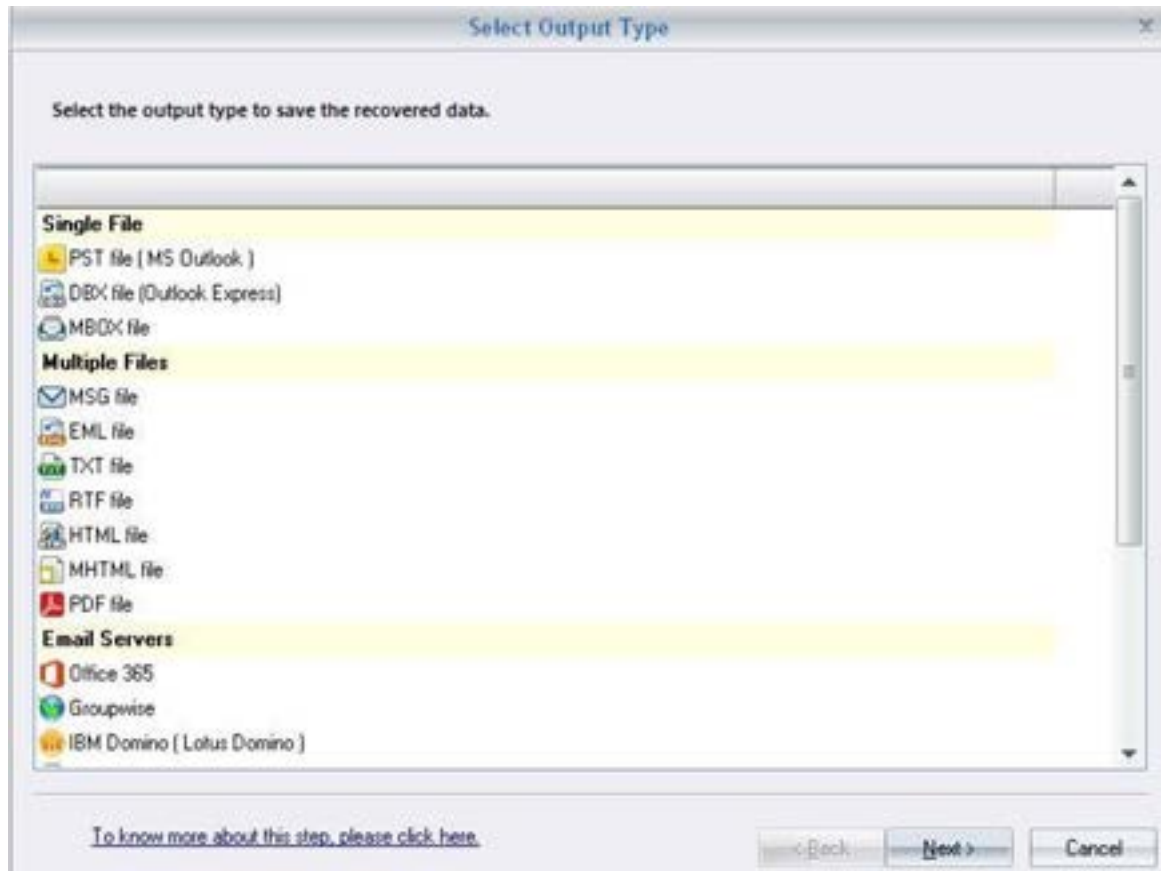 Select Output Type
Select the output type to save the recovered data.
Single File
PST file ( MS Outlook )
DBX file (Outlook Express)
MBOX file
Multiple Files
MSG file
EML file
TXT file
RTF file
HTML file
MHTML file
PDF file
Email Servers
Office 365
Groupwise
IBM Domino ( Lotus Domino )
To know more about this step, please click here.
< Back
Next >
Cancel